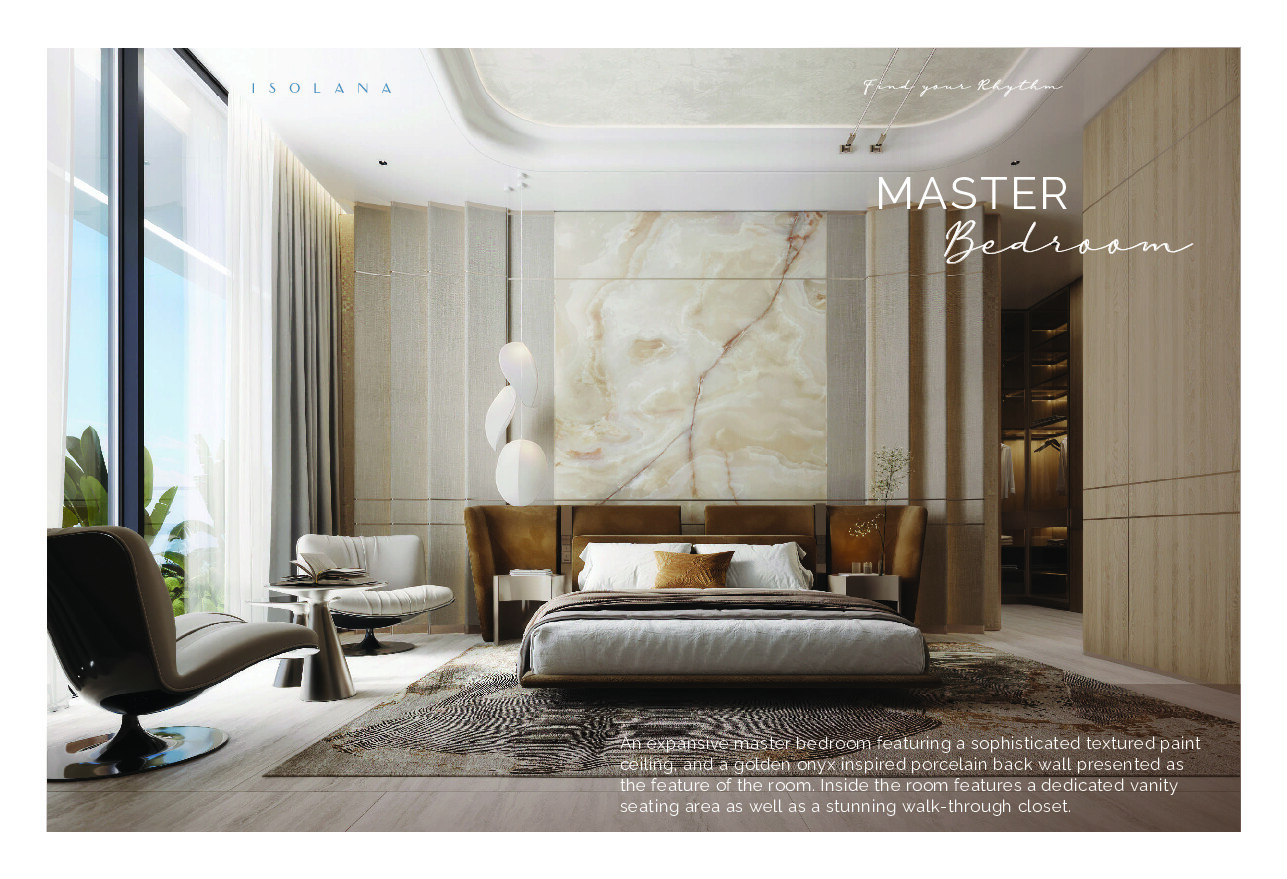 ISOLANA
Find your Rhythm
MASTER
Bedroom
An expansive master bedroom featuring a sophisticated textured paint
ceiling, and a golden onyx inspired porcelain back wall presented as
the feature of the room. Inside the room features a dedicated vanity
seating area as well as a stunning walk-through closet.